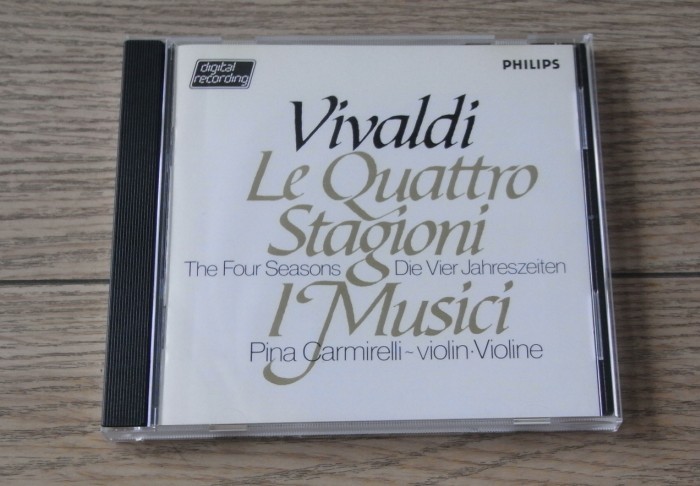 digital
recording
PHILIPS
Vivaldi
Le Quattro
Stagioni
The Four Seasons Die Vier Jahreszeiten
I Musici
Pina Carmirelli ~ violin · Violine